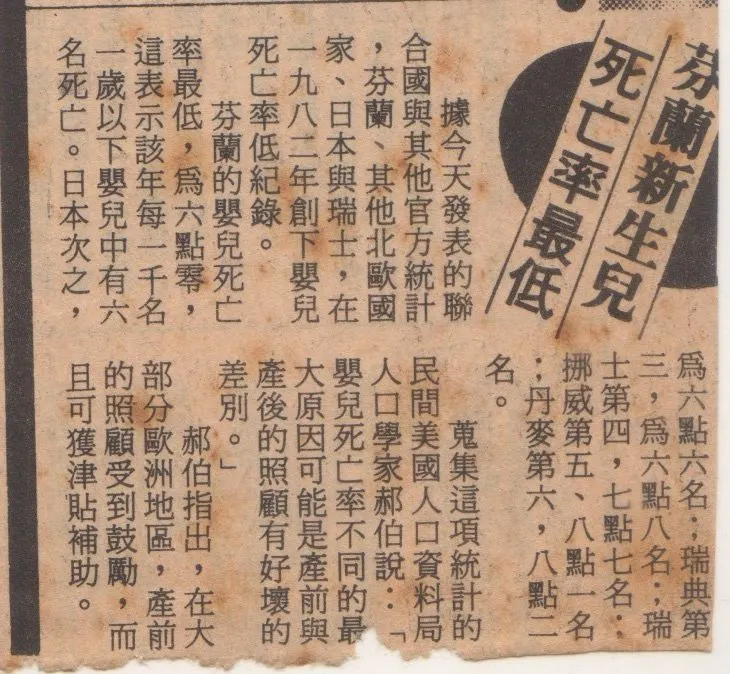 芬蘭新生兒
死亡率最低
據今天發表的聯
合國與其他官方統計
，芬蘭、其他北歐國
家、日本與瑞士，在
一九八二年創下嬰兒
死亡率低紀錄。
芬蘭的嬰兒死亡
率最低，爲六點零，
這表示該年每一千名
一歲以下嬰兒中有六
名死亡。日本次之，
爲六點六名；瑞典第
三，爲六點八名；瑞
士第四，七點七名；
挪威第五、八點一名
；丹麥第六，八點二
名。
蒐集這項統計的
民間美國人口資料局
人口學家郝伯說：「
嬰兒死亡率不同的最
大原因可能是產前與
產後的照顧有好壞的
差別。」
郝伯指出，在大
部分歐洲地區，產前
的照顧受到鼓勵，而
且可獲津貼補助。